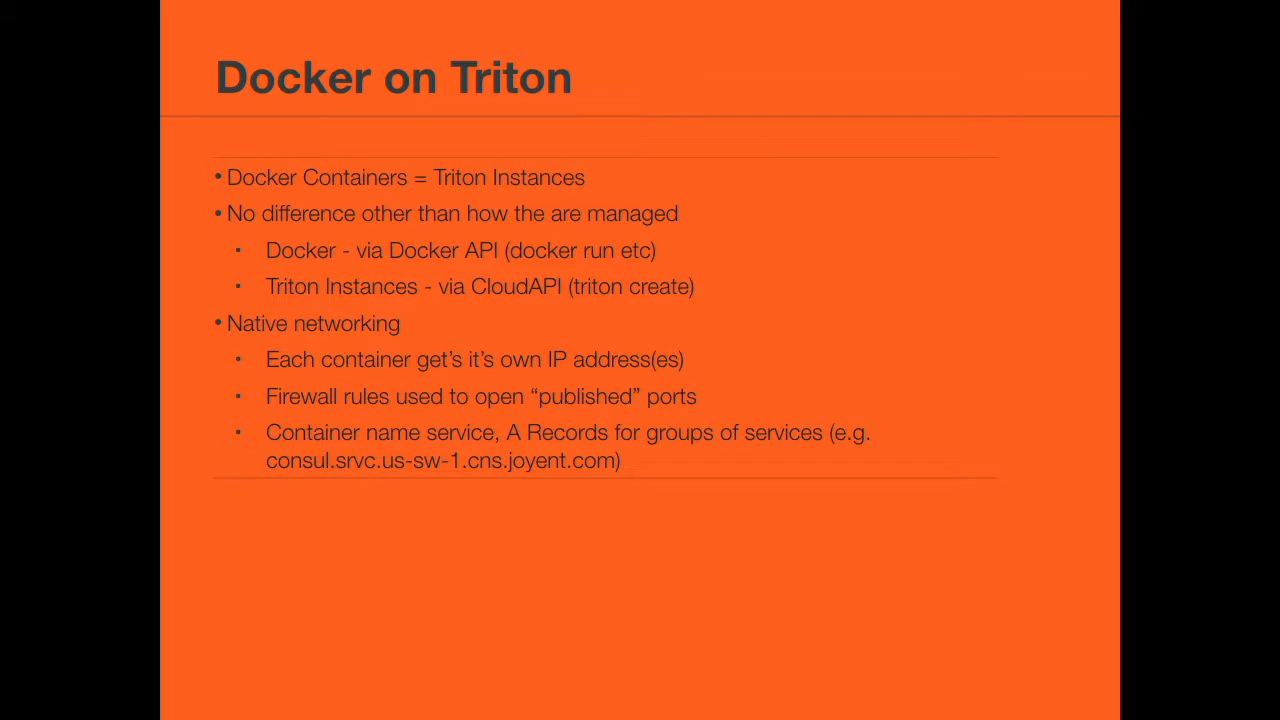 Docker on Triton
• Docker Containers = Triton Instances
• No difference other than how the are managed
• Docker - via Docker API (docker run etc)
• Triton Instances - via CloudAPI (triton create)
• Native networking
• Each container get’s it’s own IP address(es)
• Firewall rules used to open “published” ports
• Container name service, A Records for groups of services (e.g.
consul.srvc.us-sw-1.cns.joyent.com)